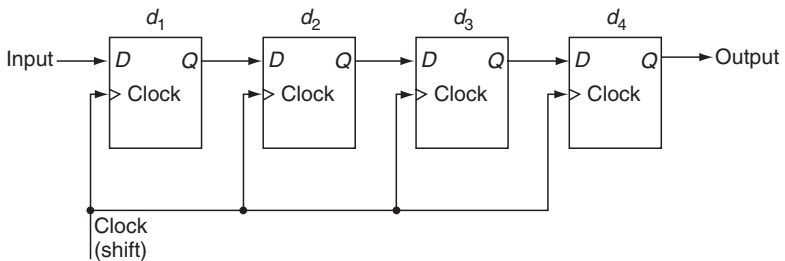 d1 d2 d3 d4
Input D Q D Q D Q D Q Output
Clock Clock Clock Clock
Clock
(shift)